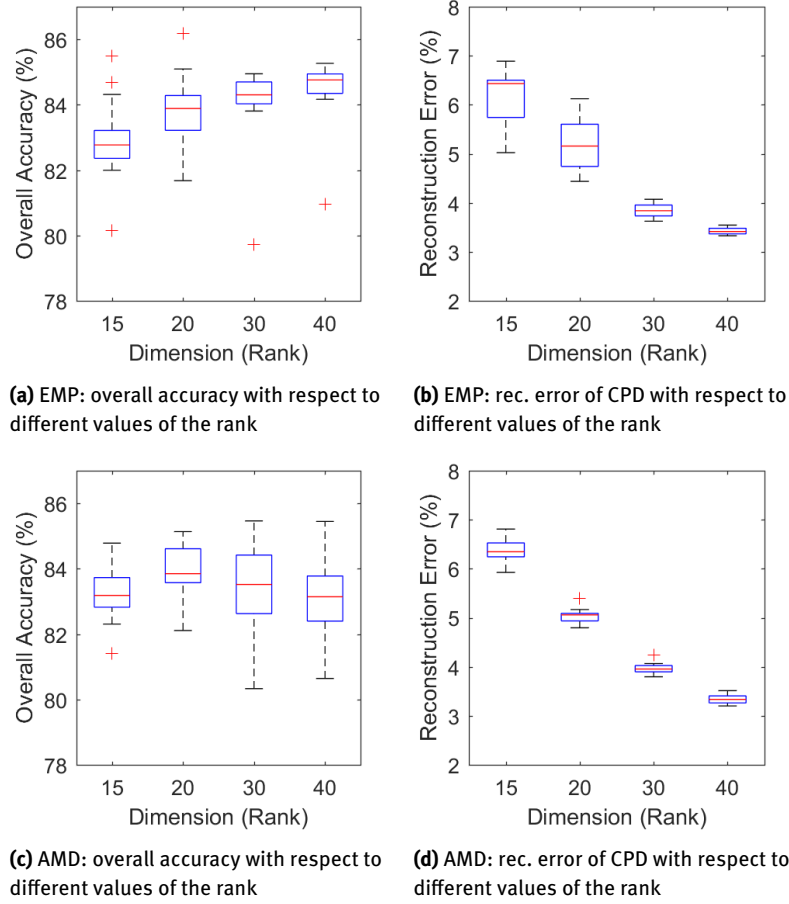 86
84
82
80
78
15 20 30 40
Overall Accuracy (%)
Dimension (Rank)
8
7
6
5
4
3
2
15 20 30 40
Reconstruction Error (%)
Dimension (Rank)
(a) EMP: overall accuracy with respect to
different values of the rank
(b) EMP: rec. error of CPD with respect to
different values of the rank
86
84
82
80
78
15 20 30 40
Overall Accuracy (%)
Dimension (Rank)
8
7
6
5
4
3
2
15 20 30 40
Reconstruction Error (%)
Dimension (Rank)
(c) AMD: overall accuracy with respect to
different values of the rank
(d) AMD: rec. error of CPD with respect to
different values of the rank